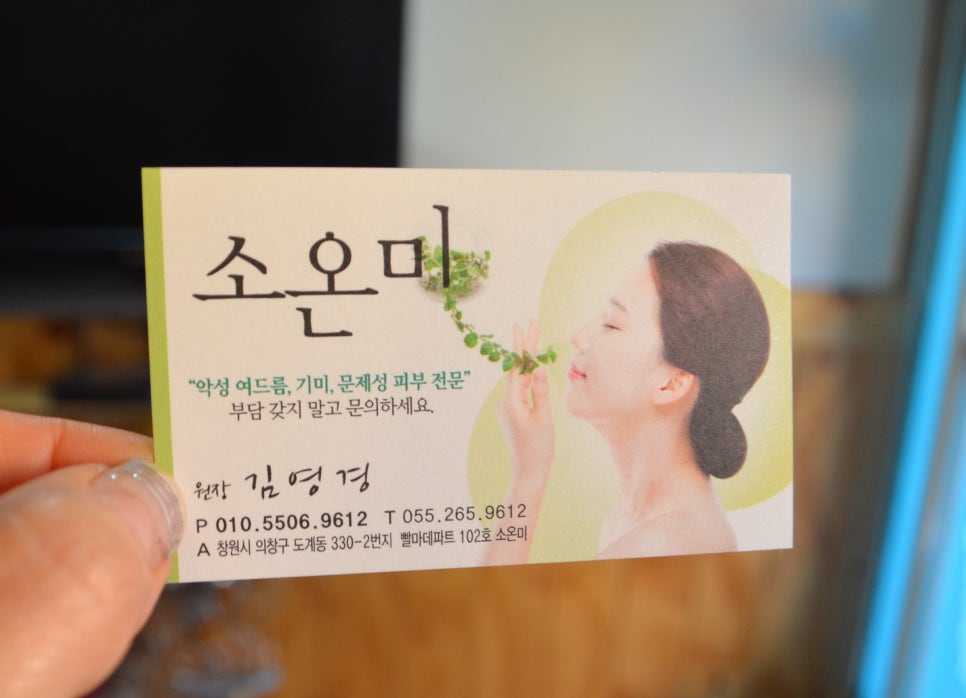 소온미
“악성 여드름, 기미, 문제성 피부 전문”
부담 갖지 말고 문의하세요.
원장 김영경
P 010.5506.9612 T 055.265.9612
A 창원시 의창구 도계동 330-2번지 빨마데파트 102호 소온미